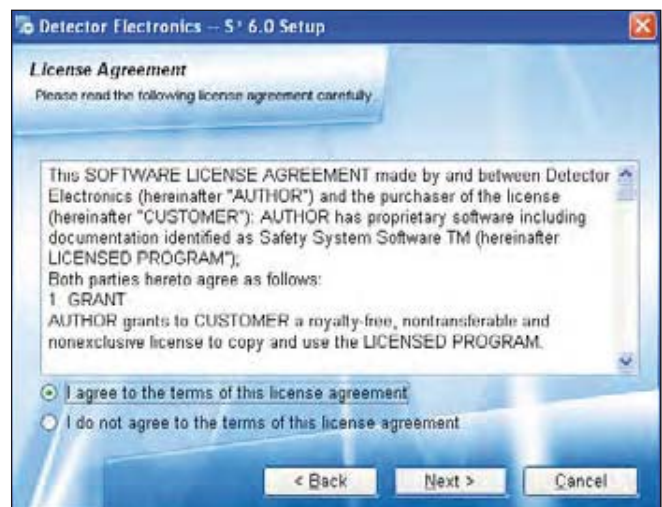 Detector Electronics -- S³ 6.0 Setup
License Agreement
Please read the following license agreement carefully.
This SOFTWARE LICENSE AGREEMENT made by and between Detector
Electronics (hereinafter "AUTHOR") and the purchaser of the license
(hereinafter "CUSTOMER"): AUTHOR has proprietary software including
documentation identified as Safety System Software TM (hereinafter
LICENSED PROGRAM");
Both parties hereto agree as follows:
1 GRANT
AUTHOR grants to CUSTOMER a royalty-free, nontransferable and
nonexclusive license to copy and use the LICENSED PROGRAM.
I agree to the terms of this license agreement
I do not agree to the terms of this license agreement
< Back
Next >
Cancel